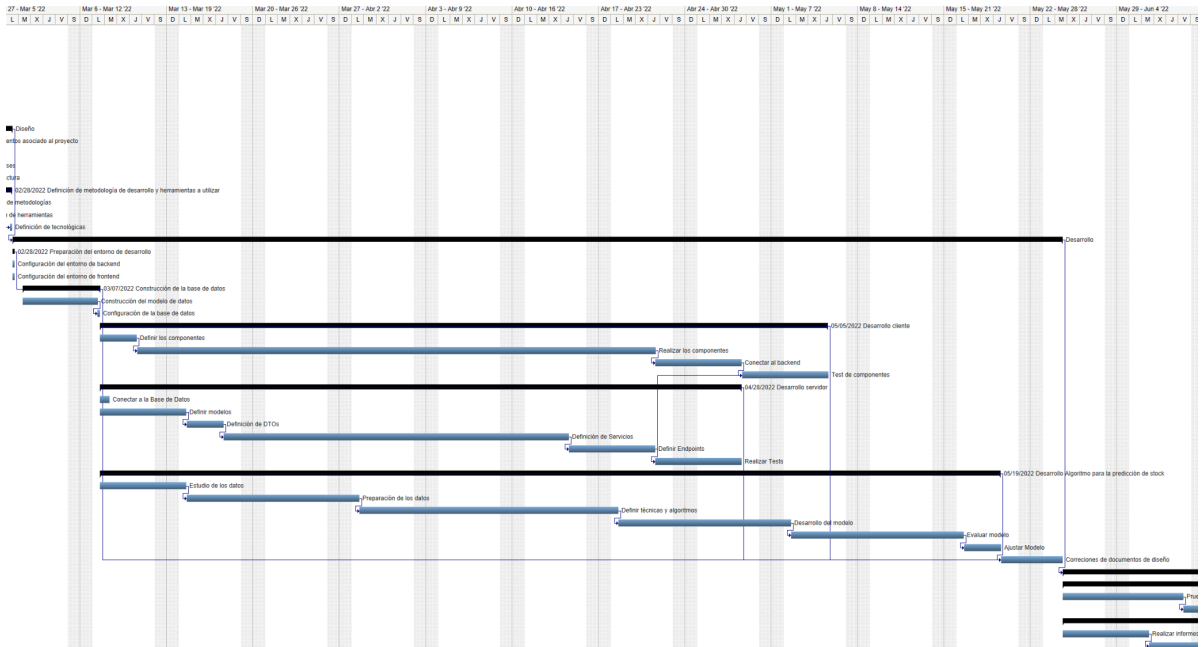 27 - Mar 5 '22 Mar 6 - Mar 12 '22 Mar 13 - Mar 19 '22 Mar 20 - Mar 26 '22 Mar 27 - Abr 2 '22 Abr 3 - Abr 9 '22 Abr 10 - Abr 16 '22 Abr 17 - Abr 23 '22 Abr 24 - Abr 30 '22 May 1 - May 7 '22 May 8 - May 14 '22 May 15 - May 21 '22 May 22 - May 28 '22 May 29 - Jun 4 '22
L M M J V S D L M M J V S D L M M J V S D L M M J V S D L M M J V S D L M M J V S D L M M J V S D L M M J V S D L M M J V S D L M M J V S D L M M J V S D L M M J V S D L M M J V S D L M M J V S
Diseño
entos asociado al proyecto
ses
ctura
02/28/2022 Definición de metodología de desarrollo y herramientas a utilizar
de metodologías
de herramientas
Definición de tecnológicas
Desarrollo
02/28/2022 Preparación del entorno de desarrollo
Configuración del entorno de backend
Configuración del entorno de frontend
03/07/2022 Construcción de la base de datos
Construcción del modelo de datos
Configuración de la base de datos
05/05/2022 Desarrollo cliente
Definir los componentes
Realizar los componentes
Conectar al backend
Test de componentes
04/28/2022 Desarrollo servidor
Conectar a la Base de Datos
Definir modelos
Definición de DTOs
Definición de Servicios
Definir Endpoints
Realizar Tests
05/19/2022 Desarrollo Algoritmo para la predicción de stock
Estudio de los datos
Preparación de los datos
Definir técnicas y algoritmos
Desarrollo del modelo
Evaluar modelo
Ajustar Modelo
Correciones de documentos de diseño
Prue
Realizar informes